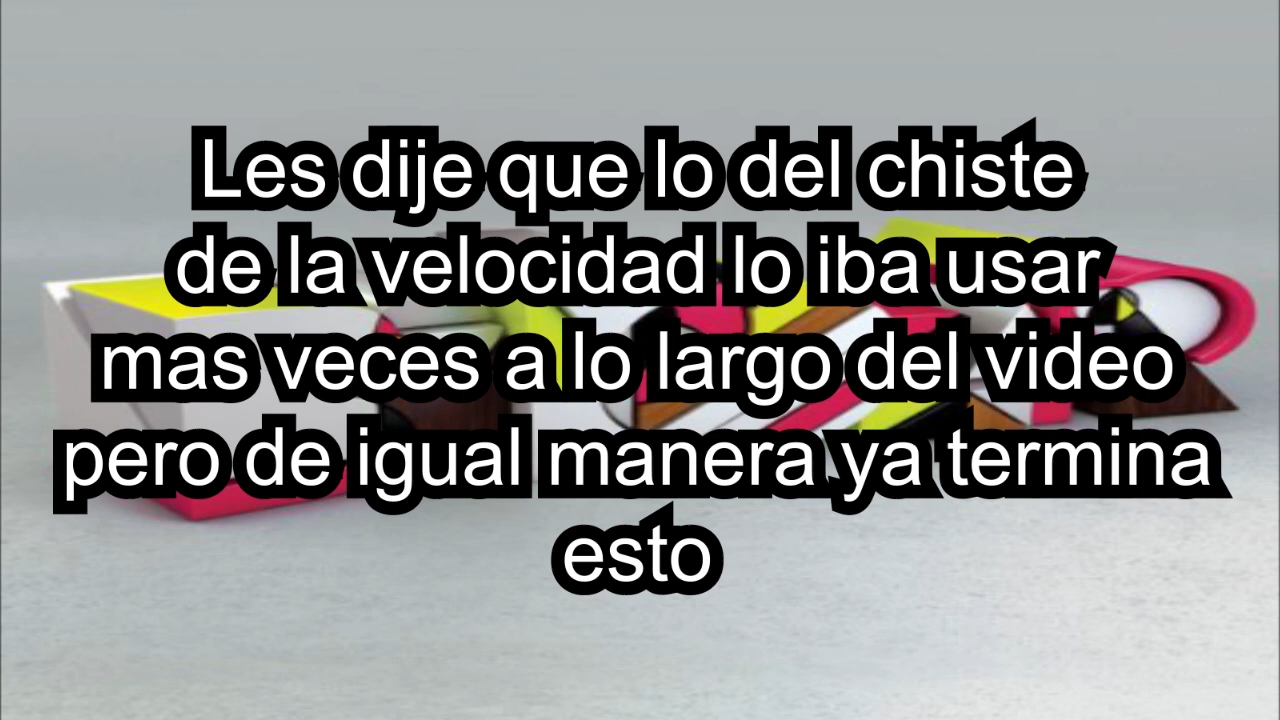 Les dije que lo del chiste
de la velocidad lo iba usar
mas veces a lo largo del video
pero de igual manera ya termina
esto